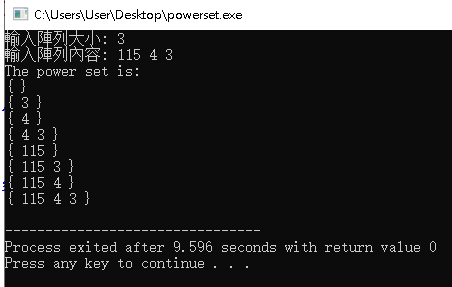 C:\Users\User\Desktop\powerset.exe
輸入陣列大小: 3
輸入陣列內容: 115 4 3
The power set is:
{ }
{ 3 }
{ 4 }
{ 4 3 }
{ 115 }
{ 115 3 }
{ 115 4 }
{ 115 4 3 }
--------------------------------
Process exited after 9.596 seconds with return value 0
Press any key to continue . . .